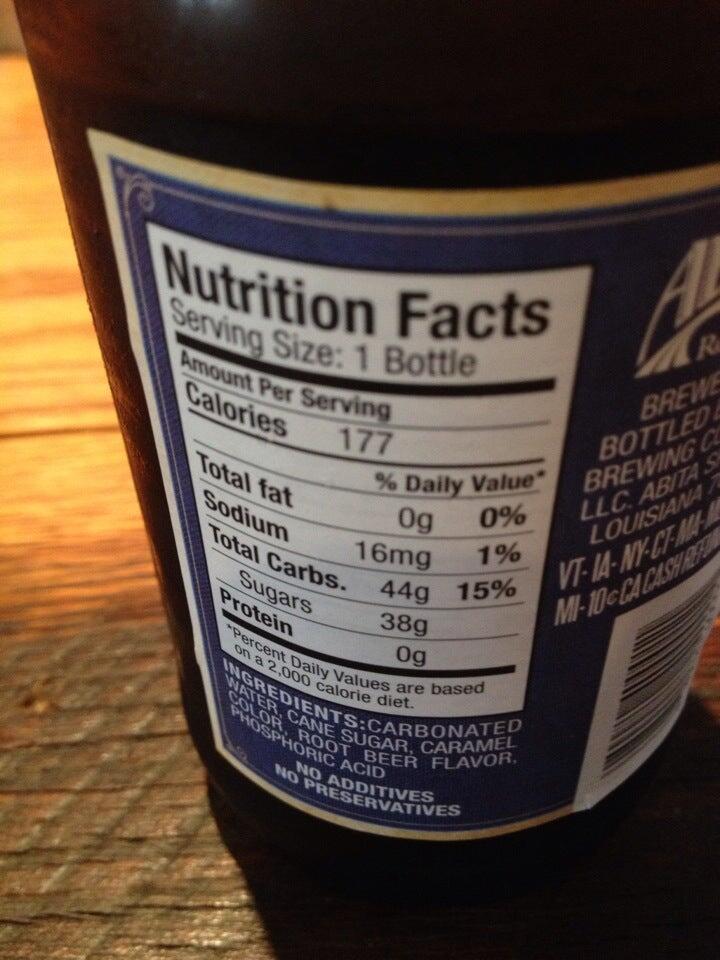 Nutrition Facts
Serving Size: 1 Bottle
Amount Per Serving
Calories 177
% Daily Value*
Total fat 0g 0%
Sodium 16mg 1%
Total Carbs. 44g 15%
Sugars 38g
Protein 0g
*Percent Daily Values are based
on a 2,000 calorie diet.
INGREDIENTS: CARBONATED
WATER, CANE SUGAR, CARAMEL
COLOR, ROOT BEER FLAVOR,
PHOSPHORIC ACID
NO ADDITIVES
NO PRESERVATIVES
BOTTLED
BREWING
LLC. ABITA
LOUISIANA
VT-IA-NY-CT-MA-
MI-10¢ CA CASH